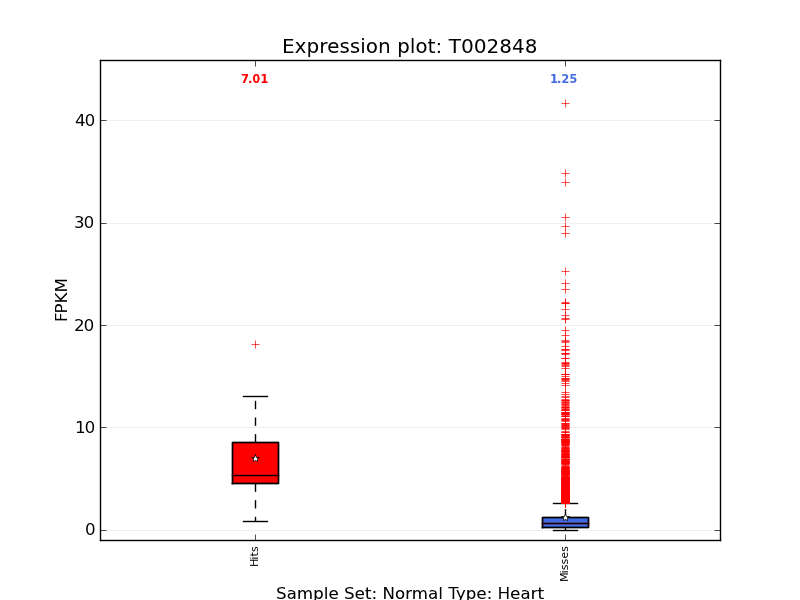 Expression plot: T002848
7.01 1.25
40
30
20
10
0
FPKM
Hits
Misses
Sample Set: Normal Type: Heart